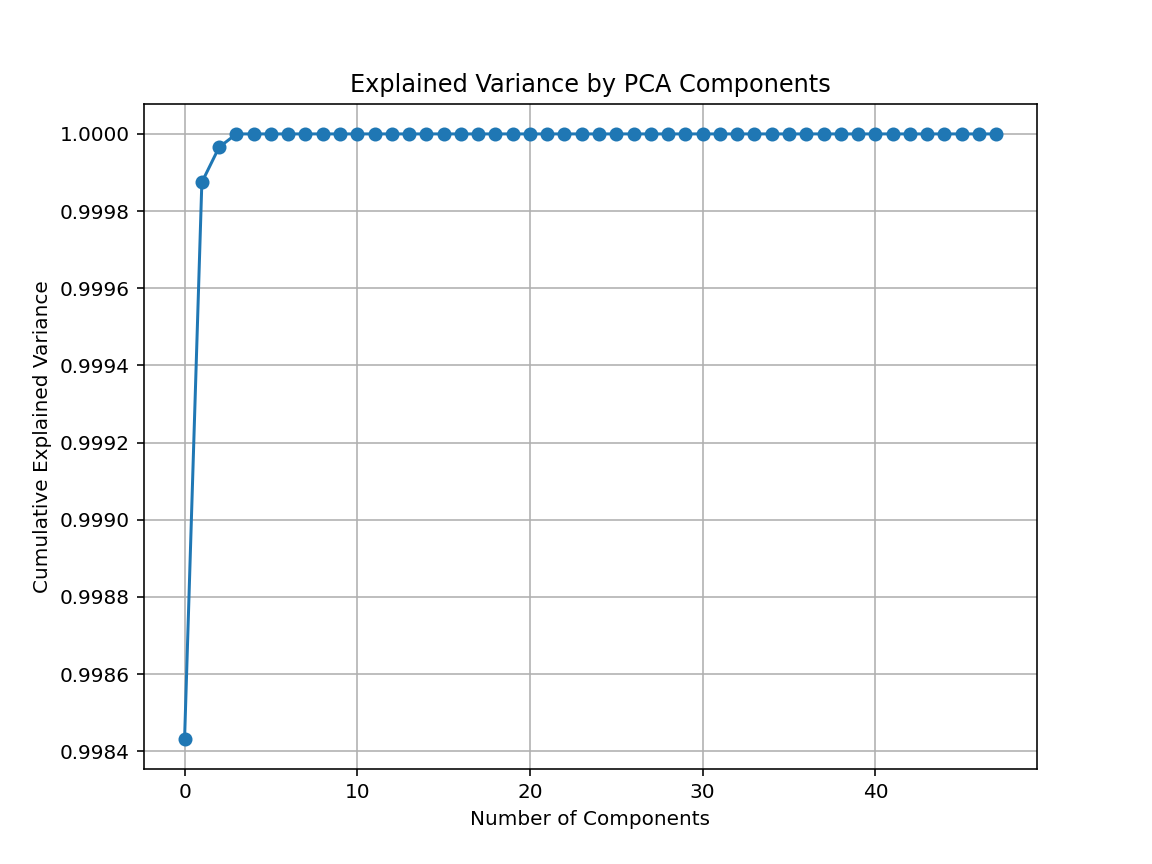 Explained Variance by PCA Components
1.0000
0.9998
0.9996
0.9994
0.9992
0.9990
0.9988
0.9986
0.9984
Cumulative Explained Variance
0 10 20 30 40
Number of Components